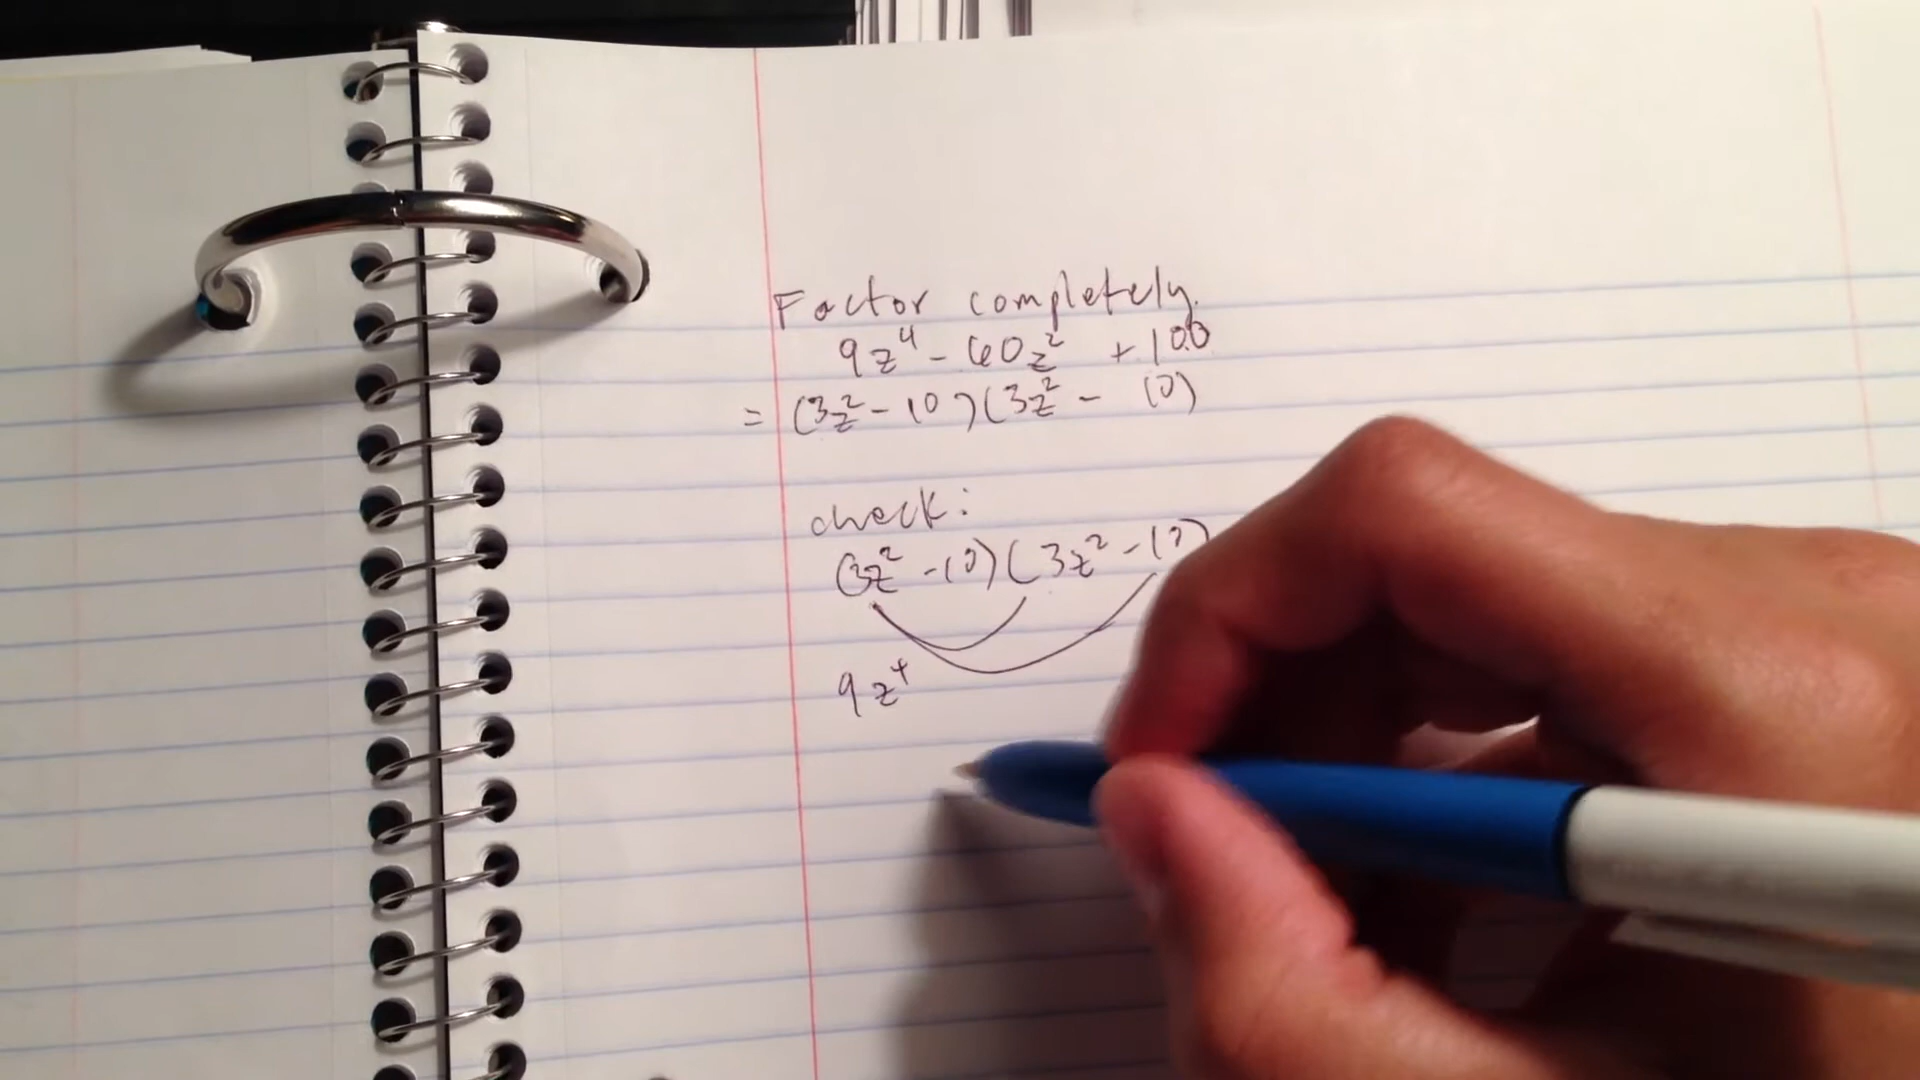 Factor completely.
9z⁴ - 60z² + 100
= (3z² - 10)(3z² - 10)
check:
(3z² - 10)(3z² - 10)
9z⁴